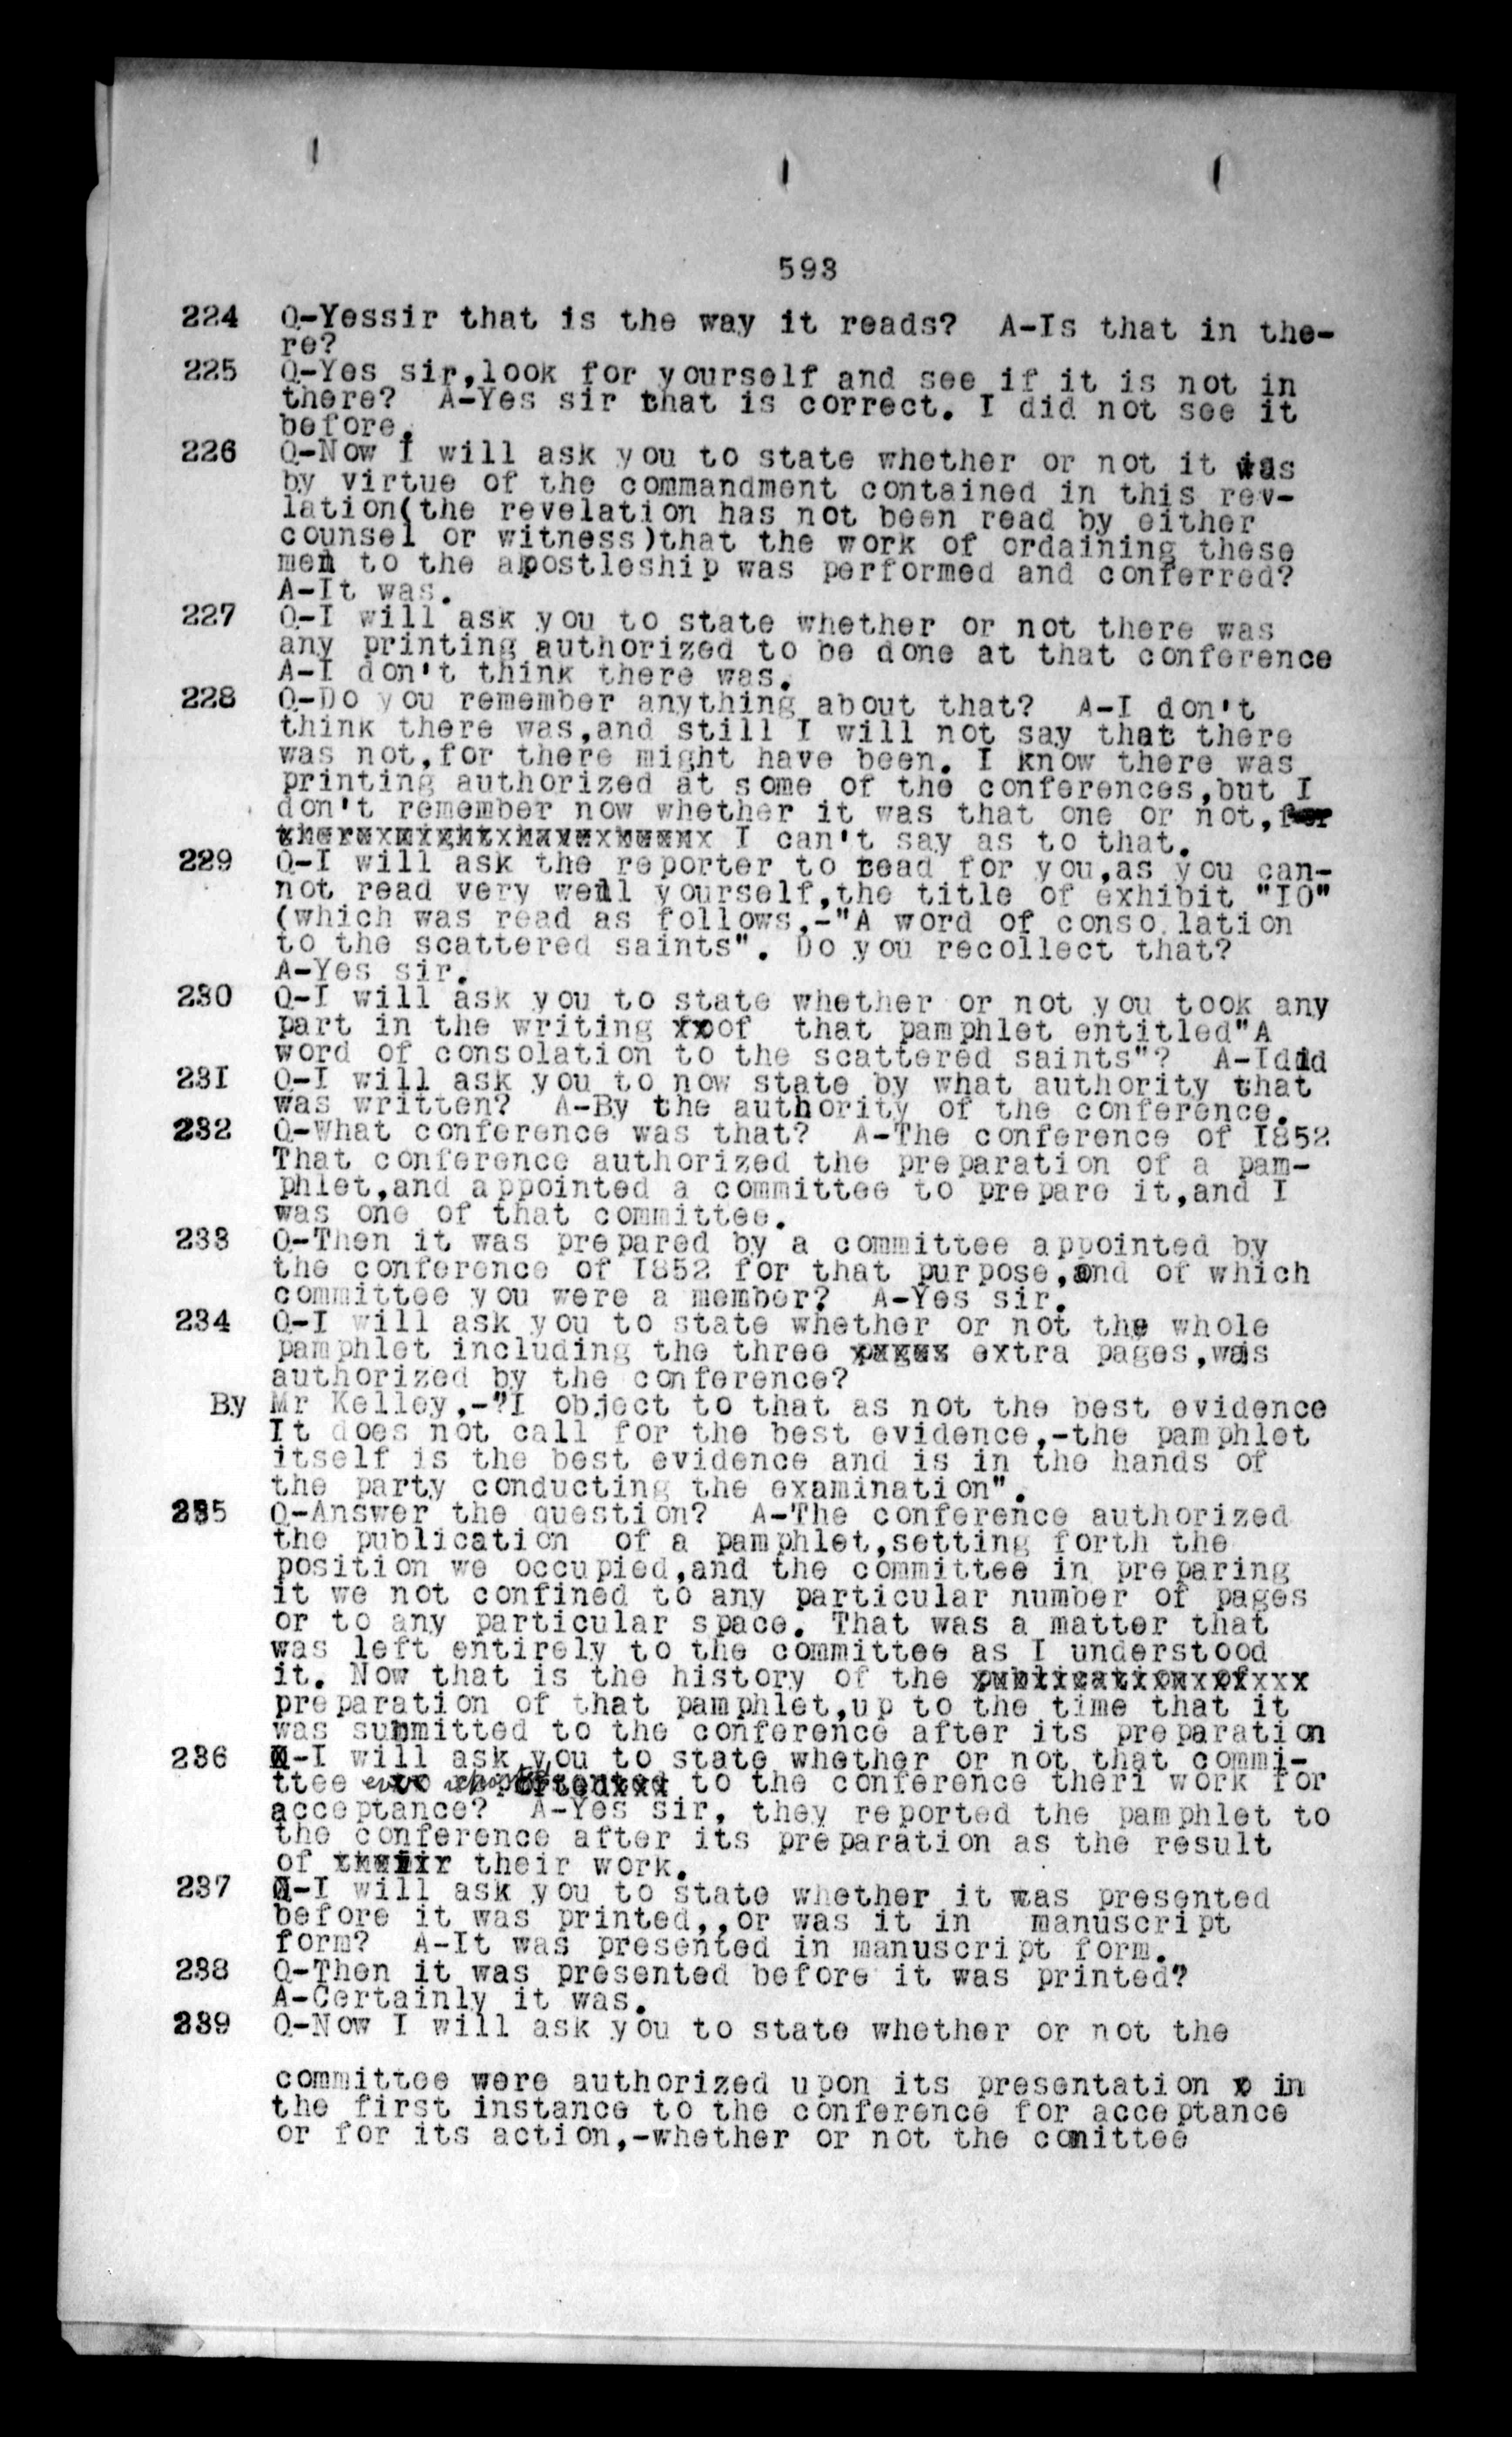 593
224 Q-Yessir that is the way it reads? A-Is that in the-
re?
225 Q-Yes sir,look for yourself and see if it is not in
there? A-Yes sir that is correct. I did not see it
before.
226 Q-Now I will ask you to state whether or not it was
by virtue of the commandment contained in this rev-
lation(the revelation has not been read by either
counsel or witness)that the work of ordaining these
men to the apostleship was performed and conferred?
A-It was.
227 Q-I will ask you to state whether or not there was
any printing authorized to be done at that conference
A-I don't think there was.
228 Q-Do you remember anything about that? A-I don't
think there was,and still I will not say that there
was not,for there might have been. I know there was
printing authorized at some of the conferences,but I
don't remember now whether it was that one or not, for
there might have been I can't say as to that.
229 Q-I will ask the reporter to read for you,as you can-
not read very well yourself,the title of exhibit "IO"
(which was read as follows,-"A word of conso lation
to the scattered saints". Do you recollect that?
A-Yes sir.
230 Q-I will ask you to state whether or not you took any
part in the writing of that pamphlet entitled"A
word of consolation to the scattered saints"? A-Idid
231 Q-I will ask you to now state by what authority that
was written? A-By the authority of the conference.
232 Q-What conference was that? A-The conference of I852
That conference authorized the preparation of a pam-
phlet,and appointed a committee to prepare it,and I
was one of that committee.
233 Q-Then it was prepared by a committee appointed by
the conference of I852 for that purpose,and of which
committee you were a member? A-Yes sir.
234 Q-I will ask you to state whether or not the whole
pamphlet including the three pages extra pages,was
authorized by the conference?
By Mr Kelley,-"I object to that as not the best evidence
It does not call for the best evidence,-the pamphlet
itself is the best evidence and is in the hands of
the party conducting the examination".
235 Q-Answer the question? A-The conference authorized
the publication of a pamphlet,setting forth the
position we occupied,and the committee in preparing
it we not confined to any particular number of pages
or to any particular space. That was a matter that
was left entirely to the committee as I understood
it. Now that is the history of the publication of
preparation of that pamphlet,up to the time that it
was submitted to the conference after its preparation
236 Q-I will ask you to state whether or not that commi-
ttee ever to the conference theri work for
acceptance? A-Yes sir, they reported the pamphlet to
the conference after its preparation as the result
of their work.
237 Q-I will ask you to state whether it was presented
before it was printed,,or was it in manuscript
form? A-It was presented in manuscript form.
238 Q-Then it was presented before it was printed?
A-Certainly it was.
239 Q-Now I will ask you to state whether or not the
committee were authorized upon its presentation in
the first instance to the conference for acceptance
or for its action,-whether or not the comittee